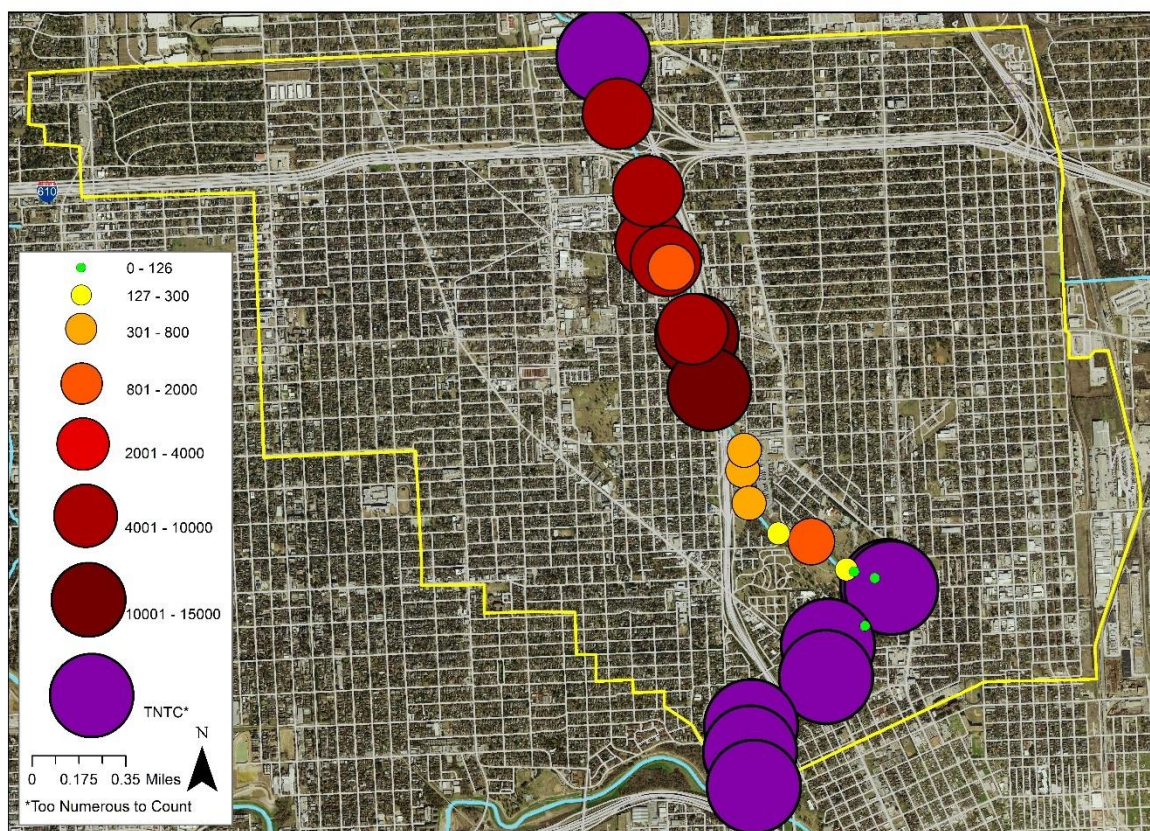 610
0 - 126
127 - 300
301 - 800
801 - 2000
2001 - 4000
4001 - 10000
10001 - 15000
TNTC*
N
0 0.175 0.35 Miles
*Too Numerous to Count